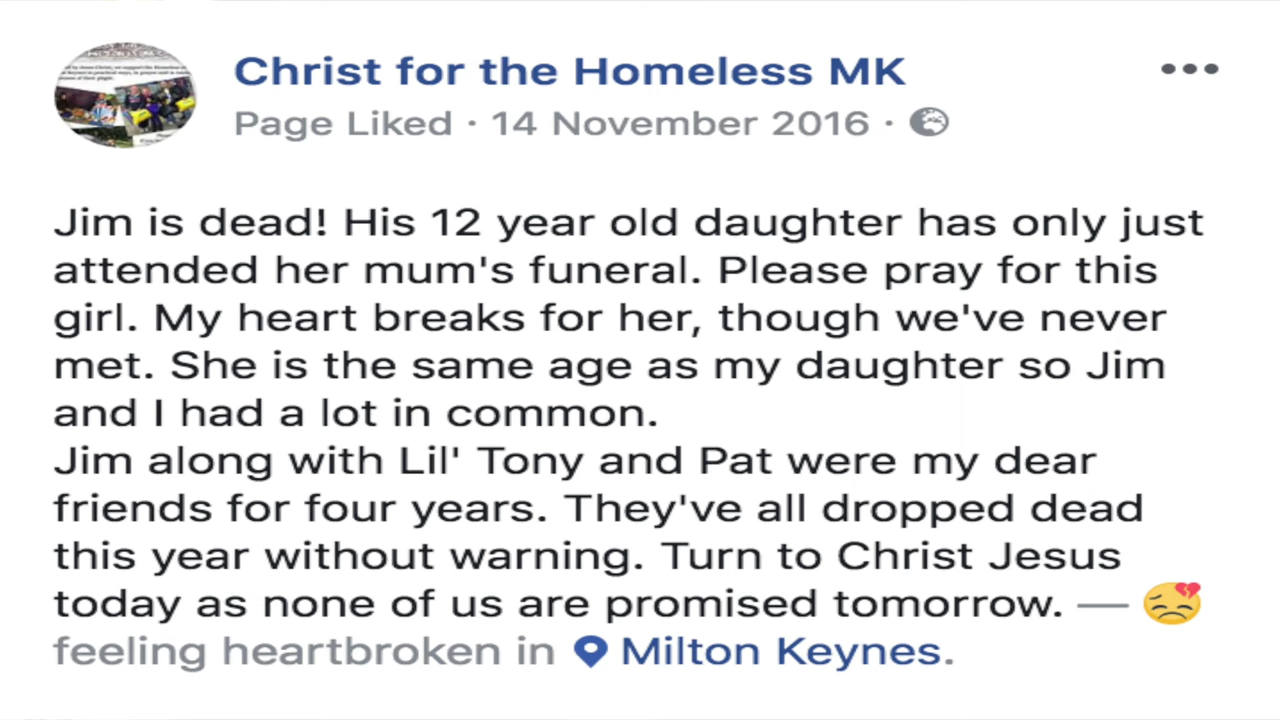 Christ for the Homeless MK
Page Liked · 14 November 2016 ·
Jim is dead! His 12 year old daughter has only just
attended her mum's funeral. Please pray for this
girl. My heart breaks for her, though we've never
met. She is the same age as my daughter so Jim
and I had a lot in common.
Jim along with Lil' Tony and Pat were my dear
friends for four years. They've all dropped dead
this year without warning. Turn to Christ Jesus
today as none of us are promised tomorrow. —
feeling heartbroken in Milton Keynes.